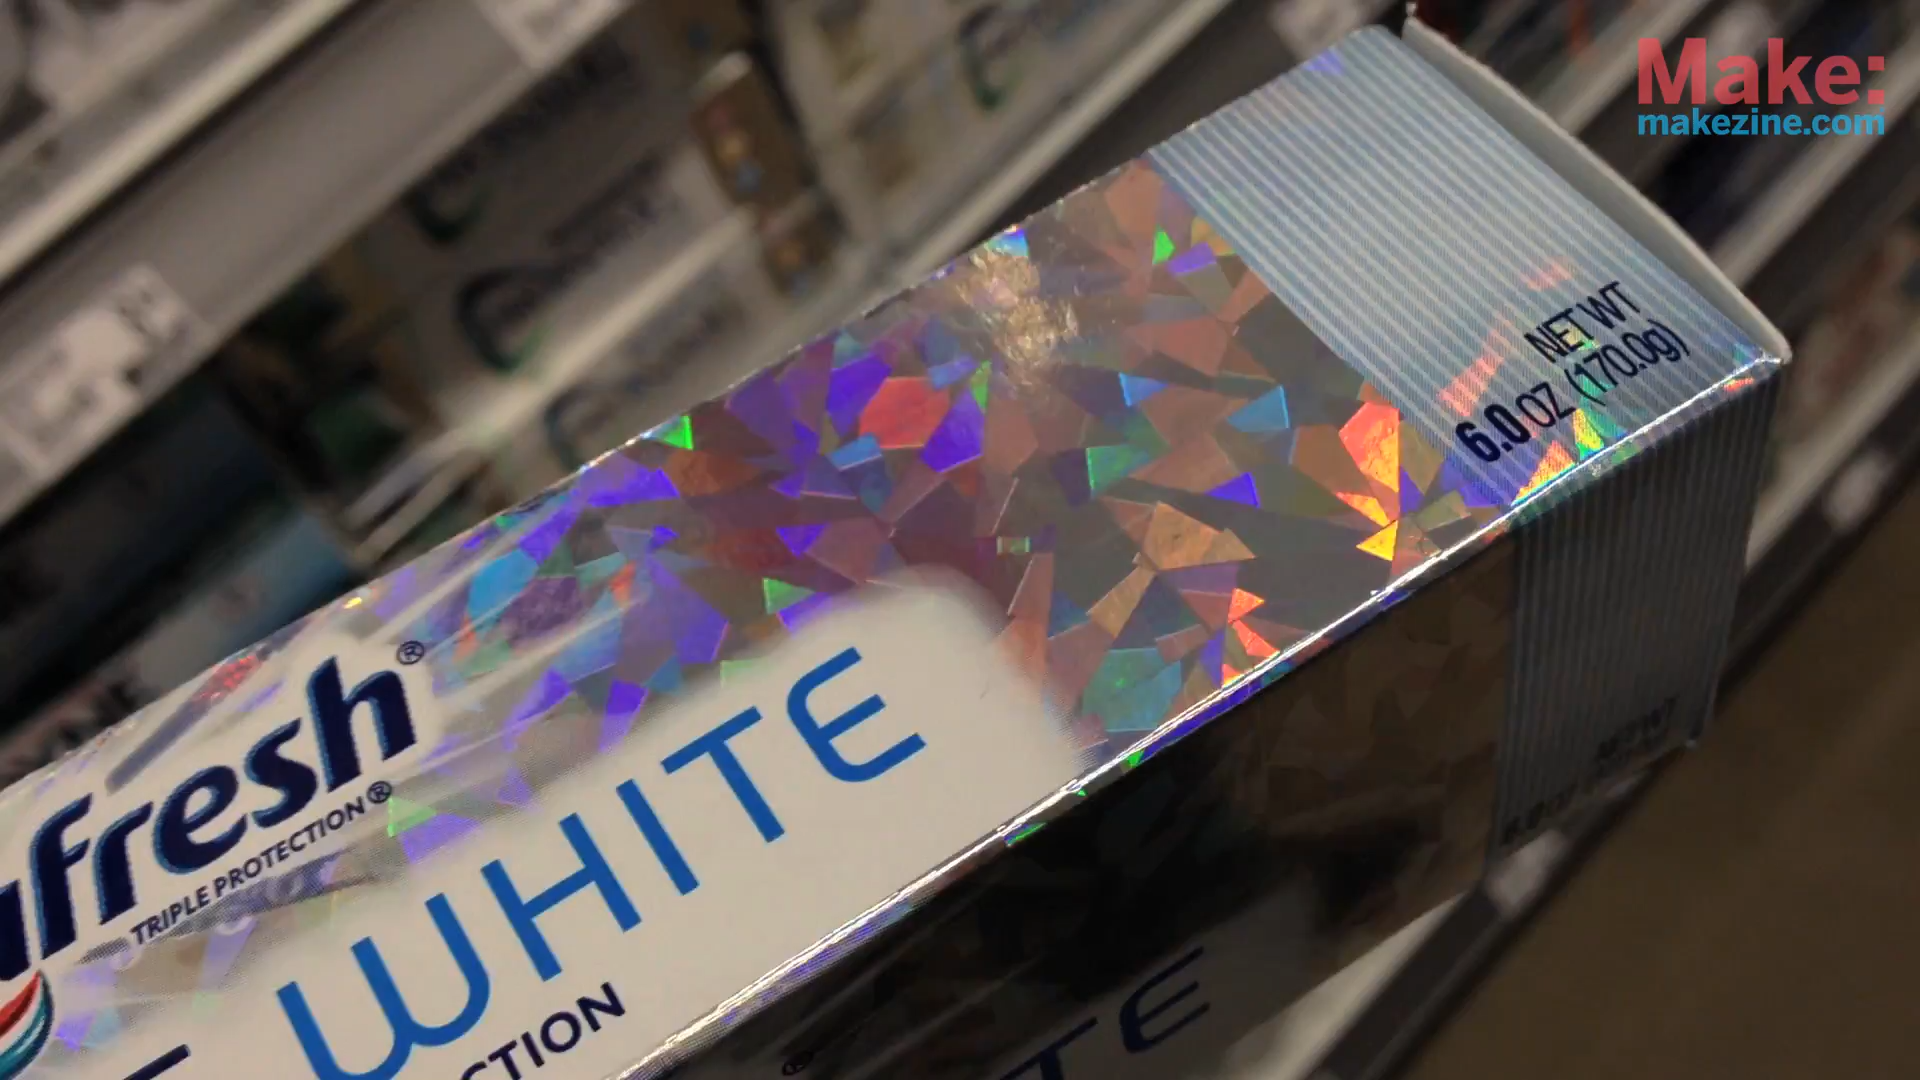 Make:
makezine.com
NET WT
6.0 OZ (170.0g)
fresh®
TRIPLE PROTECTION®
WHITE
CTION
TE